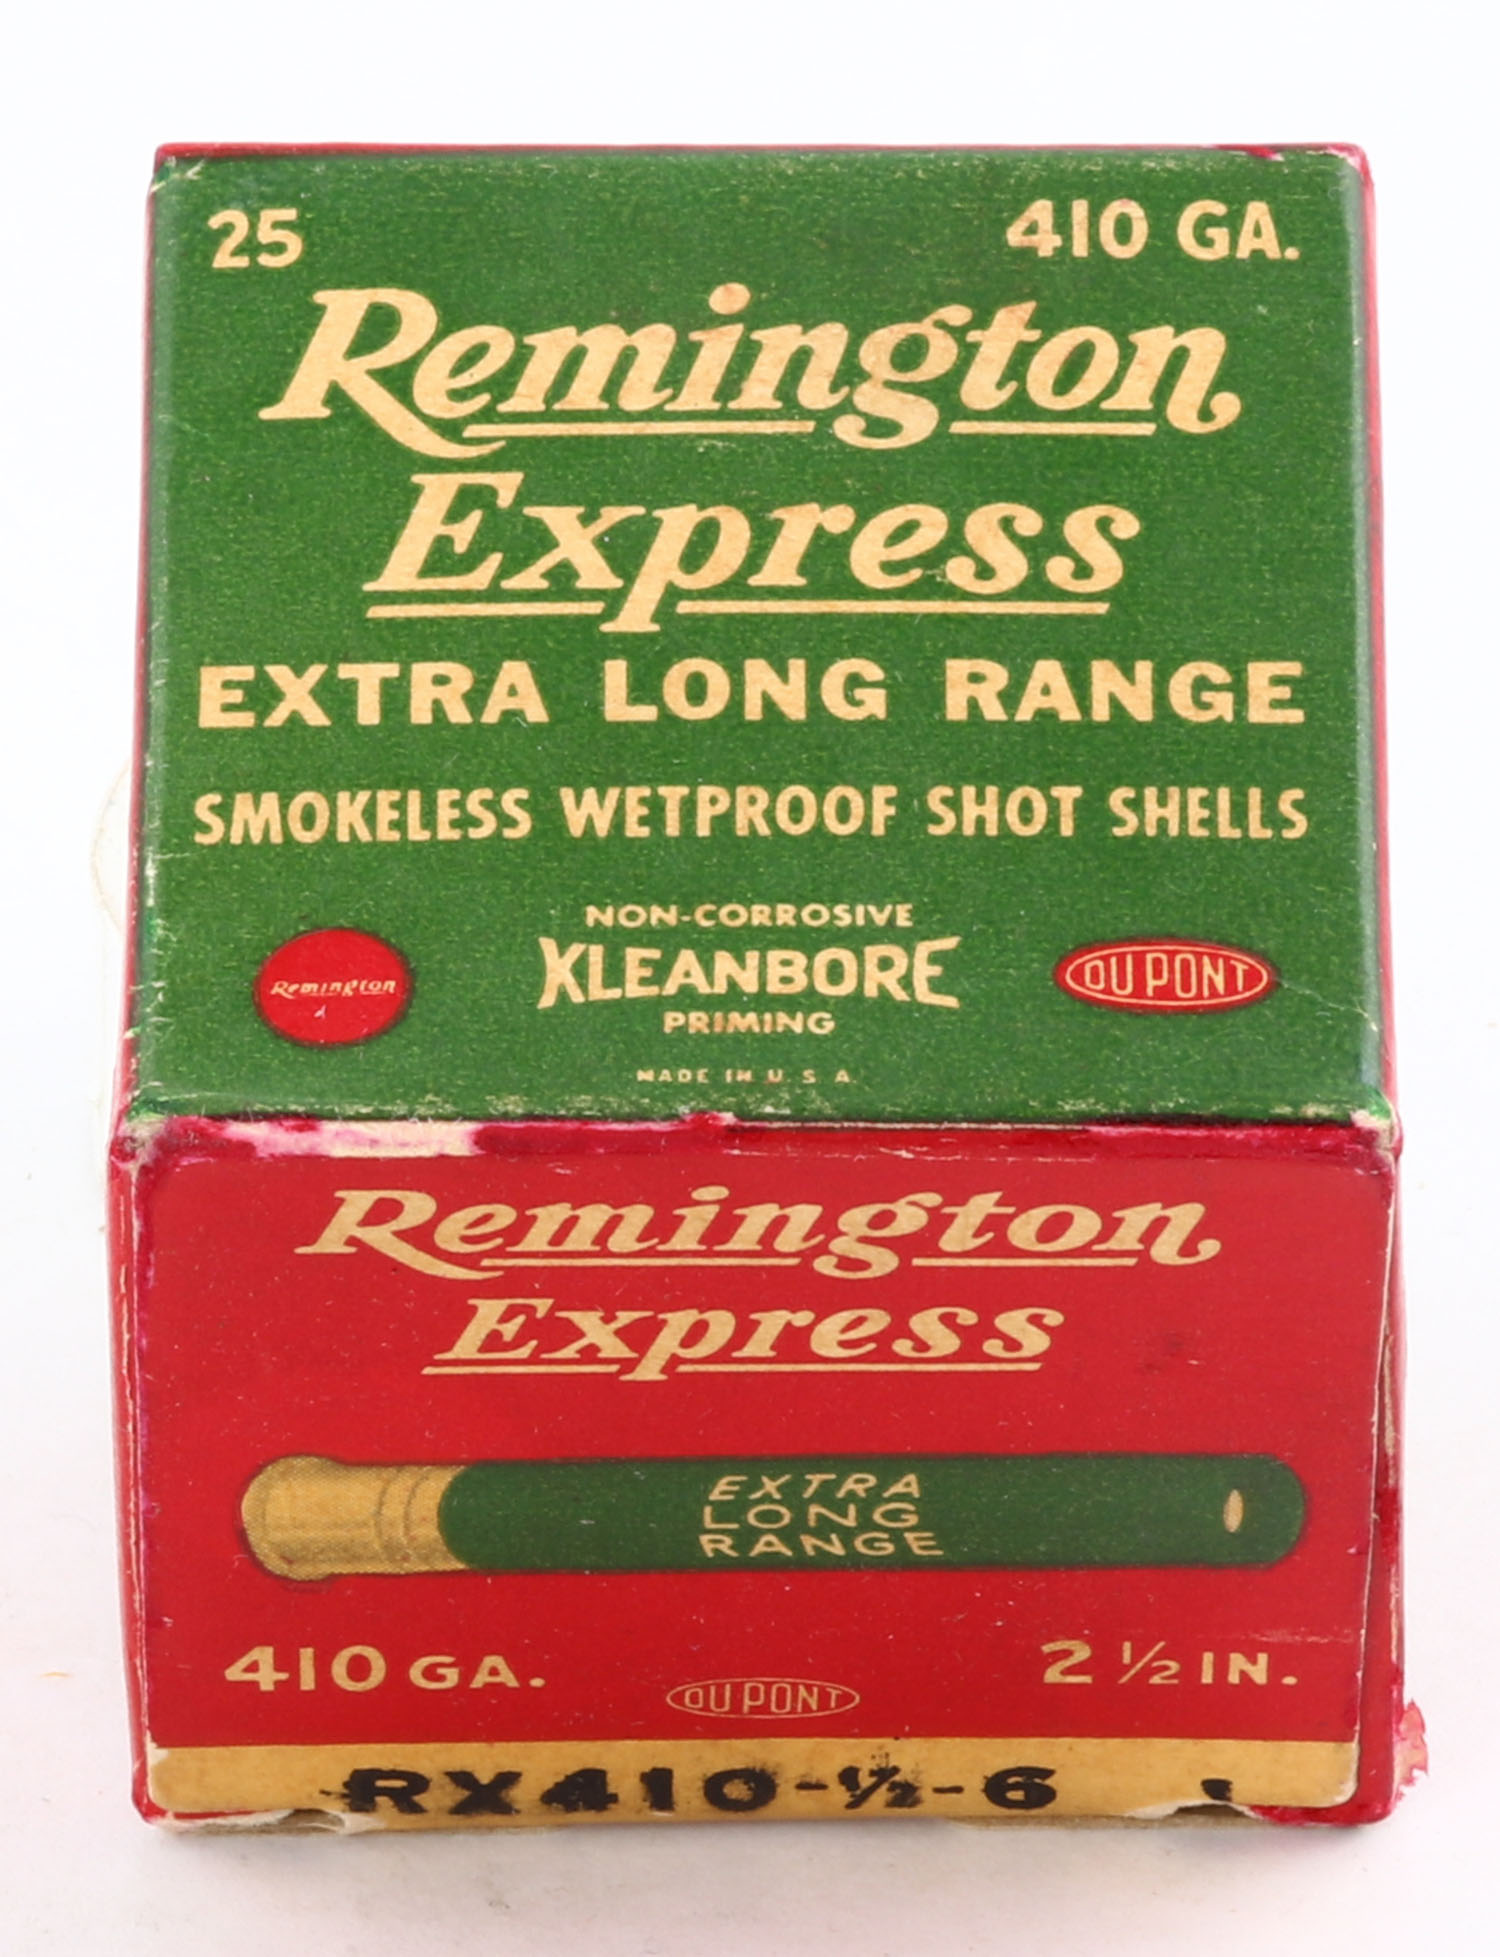 25 410 GA.
Remington
Express
EXTRA LONG RANGE
SMOKELESS WETPROOF SHOT SHELLS
NON-CORROSIVE
KLEANBORE
PRIMING
Remington
DU PONT
MADE IN U. S. A.
Remington
Express
EXTRA
LONG
RANGE
410 GA. 2 1/2 IN.
DU PONT
RX410-1/2-6